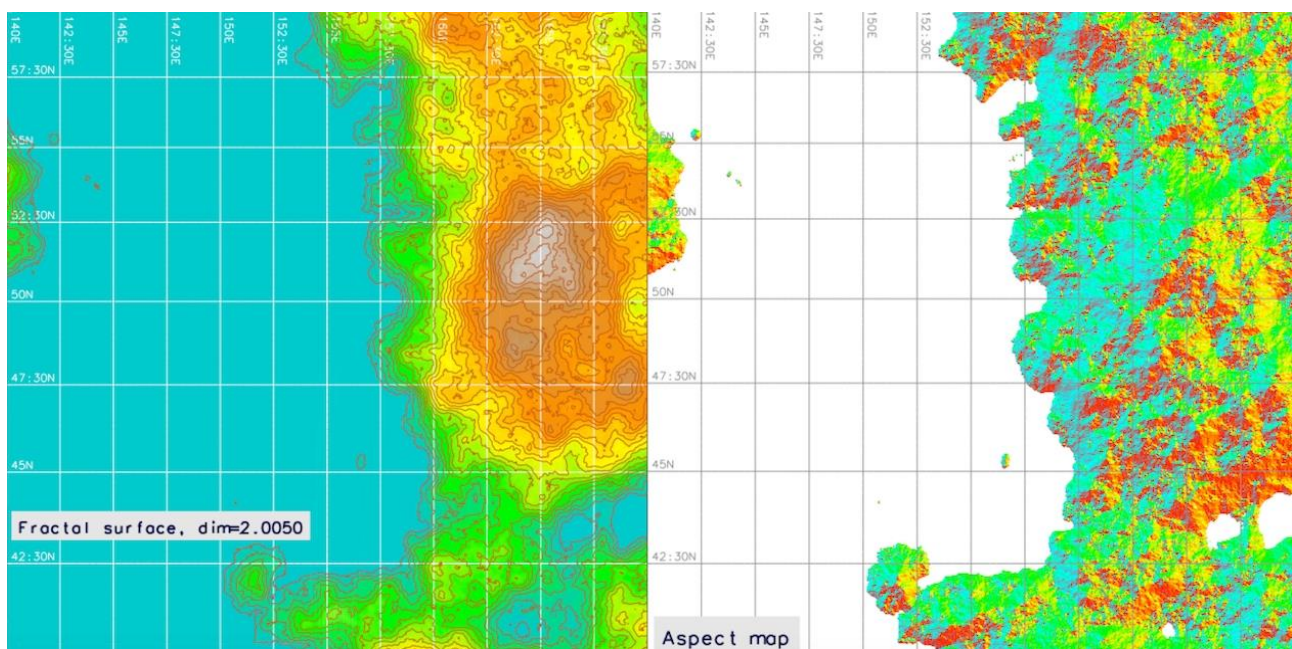 140E
142:30E
145E
147:30E
150E
152:30E
57:30N
55N
52:30N
50N
47:30N
45N
Fractal surface, dim=2.0050
42:30N
140E
142:30E
145E
147:30E
150E
152:30E
57:30N
50N
47:30N
45N
42:30N
Aspect map